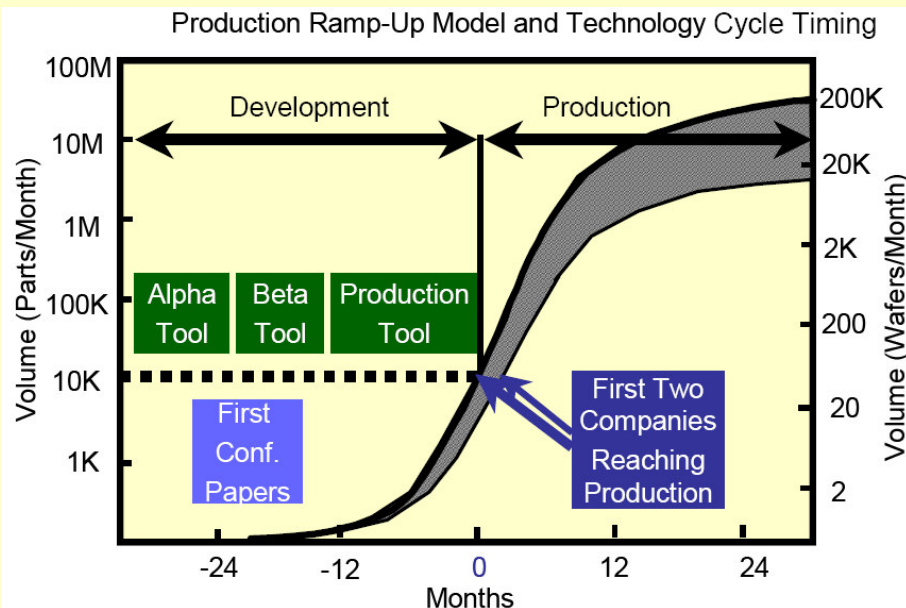 Production Ramp-Up Model and Technology Cycle Timing
100M
10M
1M
100K
10K
1K
Volume (Parts/Month)
Development
Production
Alpha
Tool
Beta
Tool
Production
Tool
First
Conf.
Papers
First Two
Companies
Reaching
Production
200K
20K
2K
200
20
2
Volume (Wafers/Month)
-24
-12
0
12
24
Months